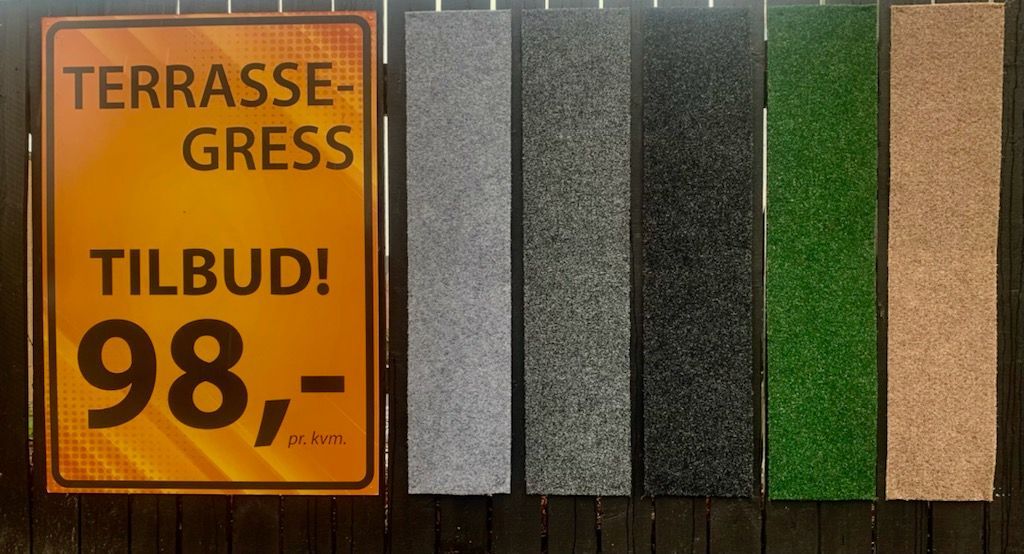 TERRASSE-
GRESS
TILBUD!
98,-
pr. kvm.